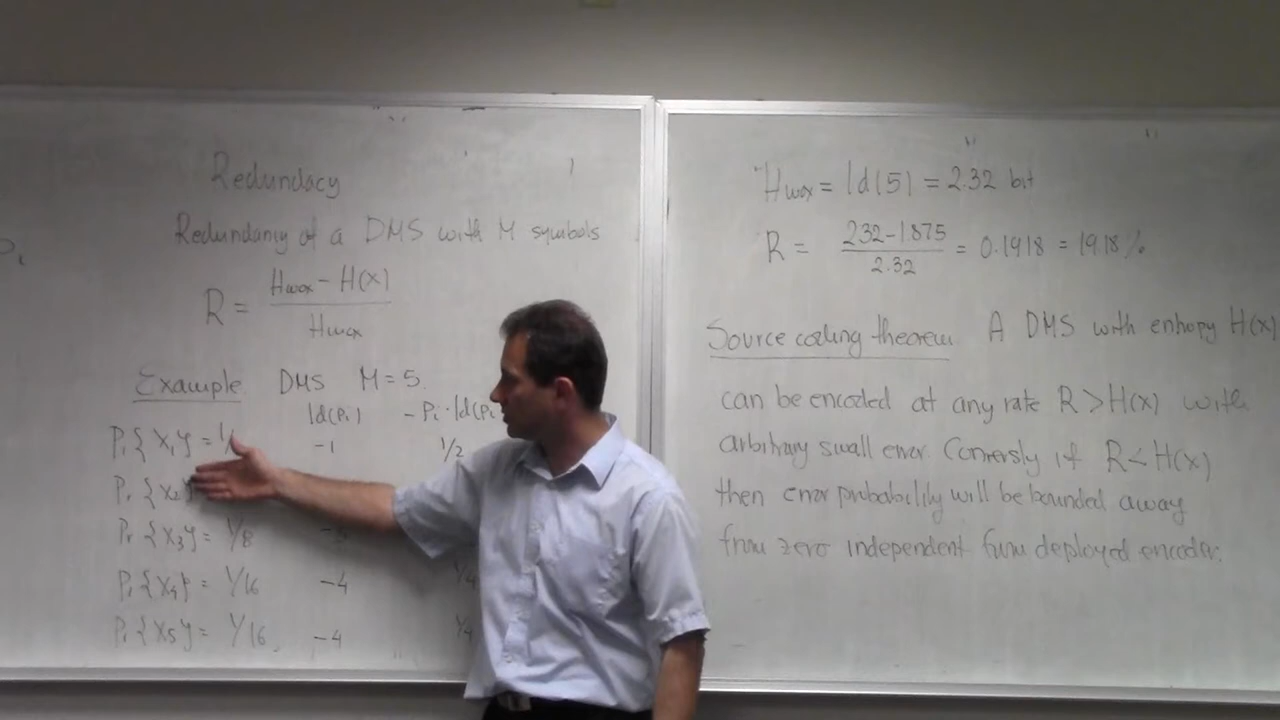 Redundacy
Redundancy of a DMS with M symbols
R = Hmax - H(X) / Hmax
Example DMS M = 5.
ld(Pi) - Pi · ld(Pi
Pr { X1 } = 1/ -1 1/2
Pr { X2 }
Pr { X3 } = 1/8
Pr { X4 } = 1/16 -4 1/4
Pr { X5 } = 1/16 -4 1/4
Hmax = ld(5) = 2.32 bit
R = 2.32 - 1.875 / 2.32 = 0.1918 = 19.18%
Source coding theorem A DMS with entropy H(X)
can be encoded at any rate R > H(X) with
arbitrary small error. Conversly if R < H(X)
then error probability will be bounded away
from zero independent from deployed encoder.